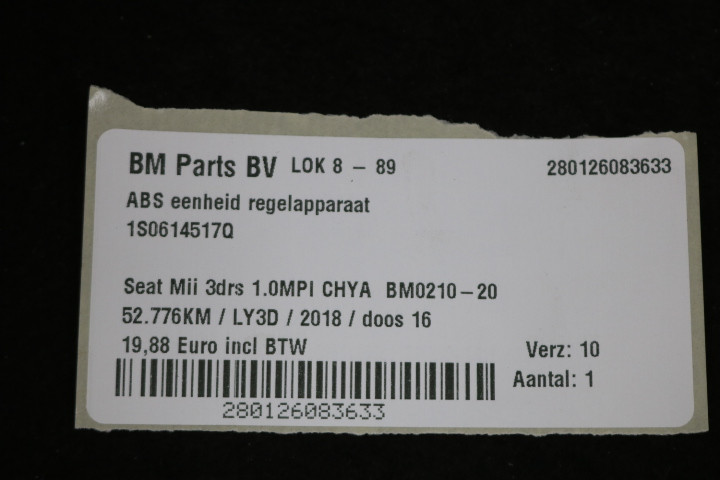 BM Parts BV LOK 8 – 89 280126083633
ABS eenheid regelapparaat
1S0614517Q
Seat Mii 3drs 1.0MPI CHYA BM0210–20
52.776KM / LY3D / 2018 / doos 16
19,88 Euro incl BTW Verz: 10
Aantal: 1
280126083633